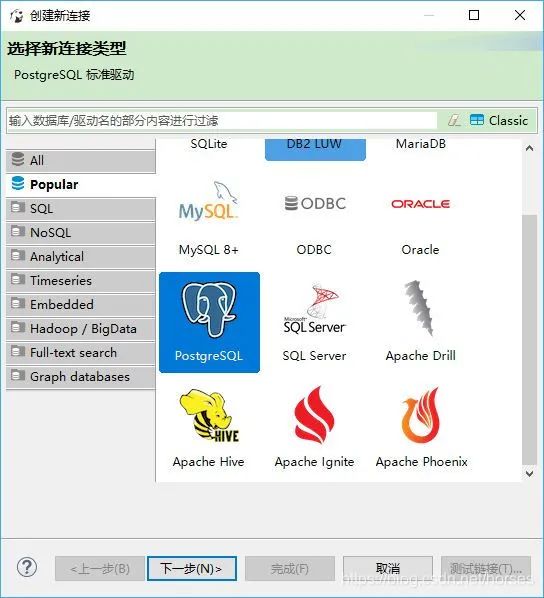 创建新连接
选择新连接类型
PostgreSQL 标准驱动
输入数据库/驱动名的部分内容进行过滤
Classic
All
Popular
SQL
NoSQL
Analytical
Timeseries
Embedded
Hadoop / BigData
Full-text search
Graph databases
SQLite DB2 LUW MariaDB
MySQL ODBC ORACLE
MySQL 8+ ODBC Oracle
Microsoft
SQL Server
PostgreSQL SQL Server Apache Drill
HIVE
Apache Hive Apache Ignite Apache Phoenix
<上一步(B) 下一步(N)> 完成(F) 取消 测试链接(T)...
https://blog.csdn.net/horses